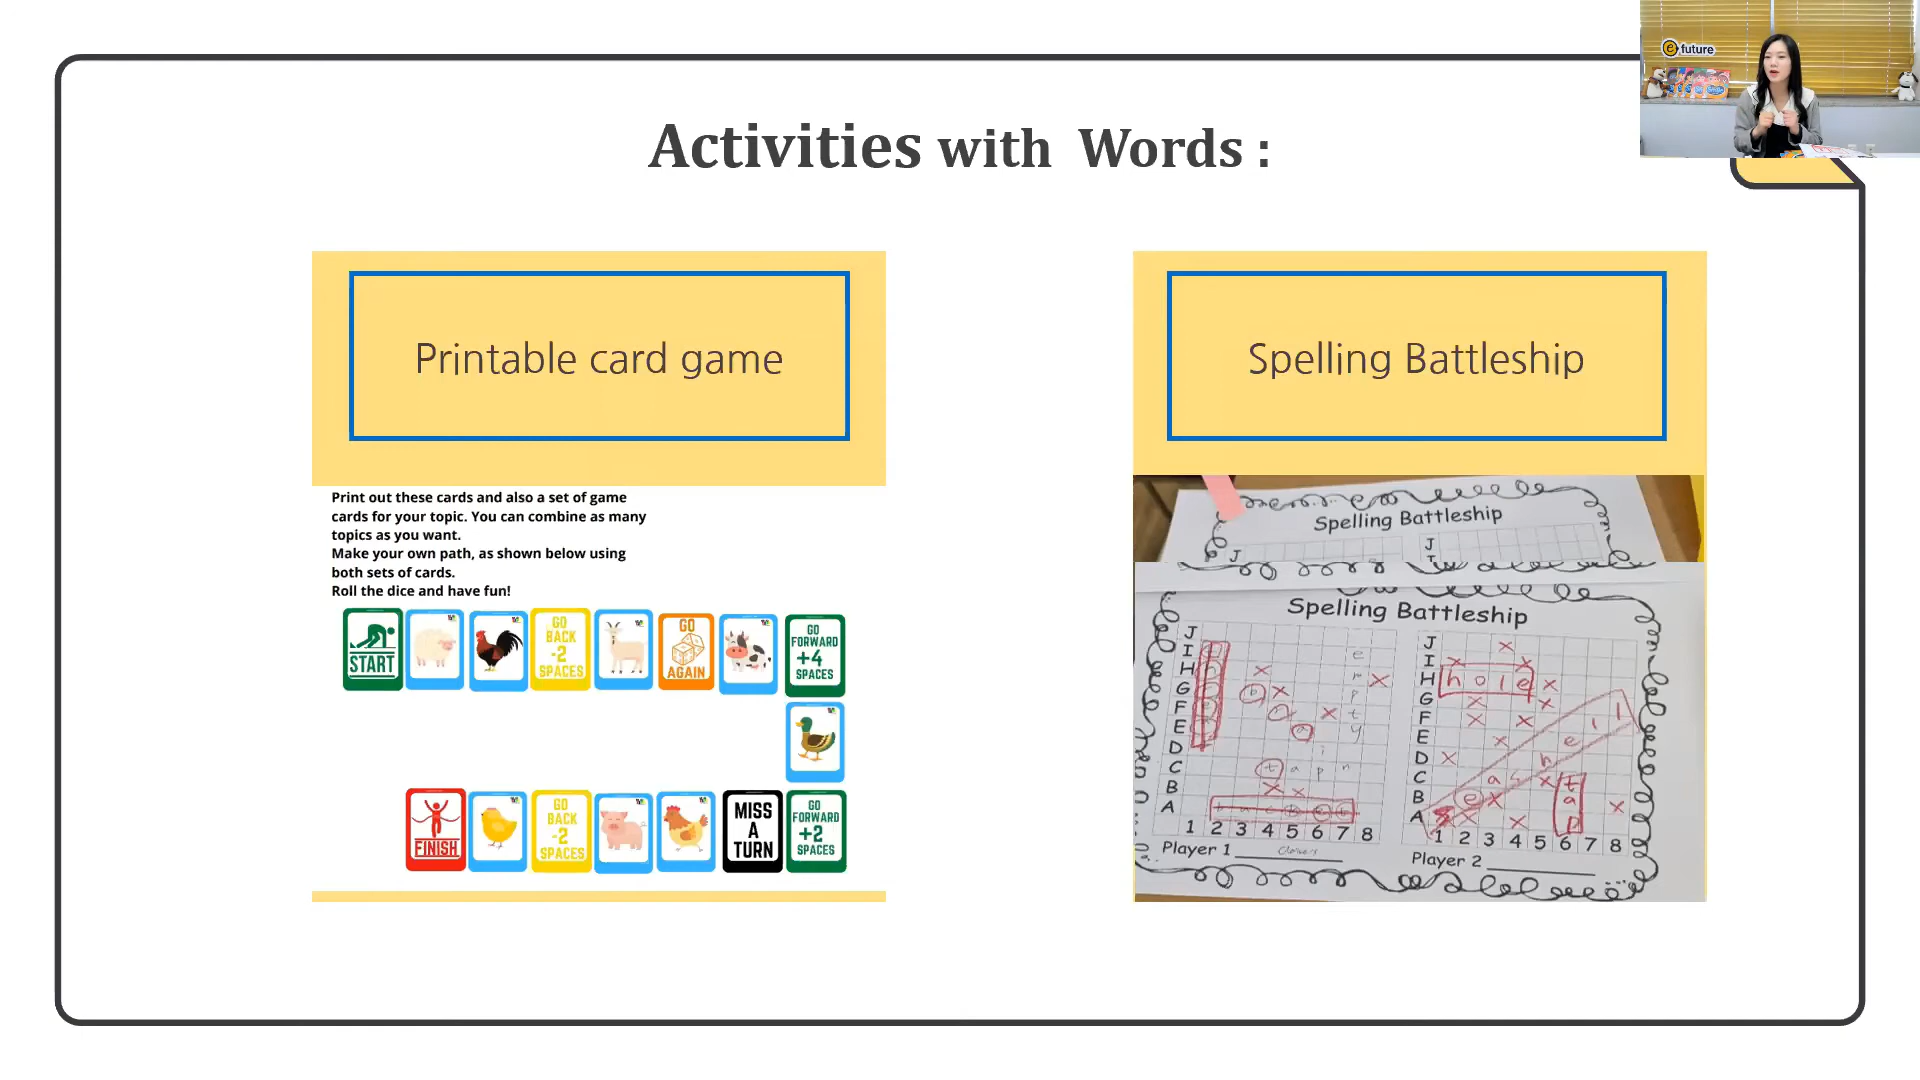 e future
Activities with Words :
Printable card game
Print out these cards and also a set of game
cards for your topic. You can combine as many
topics as you want.
Make your own path, as shown below using
both sets of cards.
Roll the dice and have fun!
START
GO
BACK
-2
SPACES
GO
AGAIN
GO
FORWARD
+4
SPACES
FINISH
GO
BACK
-2
SPACES
MISS
A
TURN
GO
FORWARD
+2
SPACES
Spelling Battleship
Spelling Battleship
J
J
I
Spelling Battleship
J
I
H
G
F
E
D
C
B
A
1 2 3 4 5 6 7 8
Player 1
J
I
H
G
F
E
D
C
B
A
hole
tap
1 2 3 4 5 6 7 8
Player 2